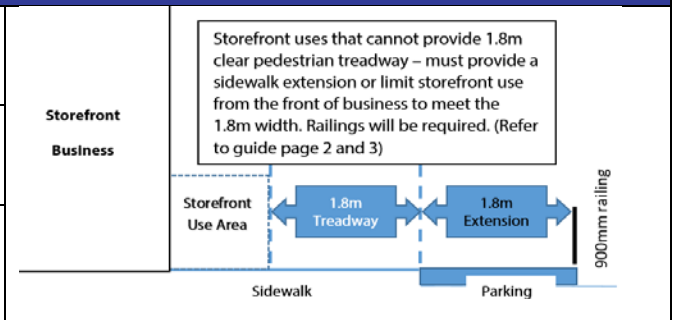 Storefront uses that cannot provide 1.8m
clear pedestrian treadway – must provide a
sidewalk extension or limit storefront use
from the front of business to meet the
1.8m width. Railings will be required. (Refer
to guide page 2 and 3)
Storefront
Business
Storefront
Use Area
1.8m
Treadway
1.8m
Extension
900mm railing
Sidewalk
Parking